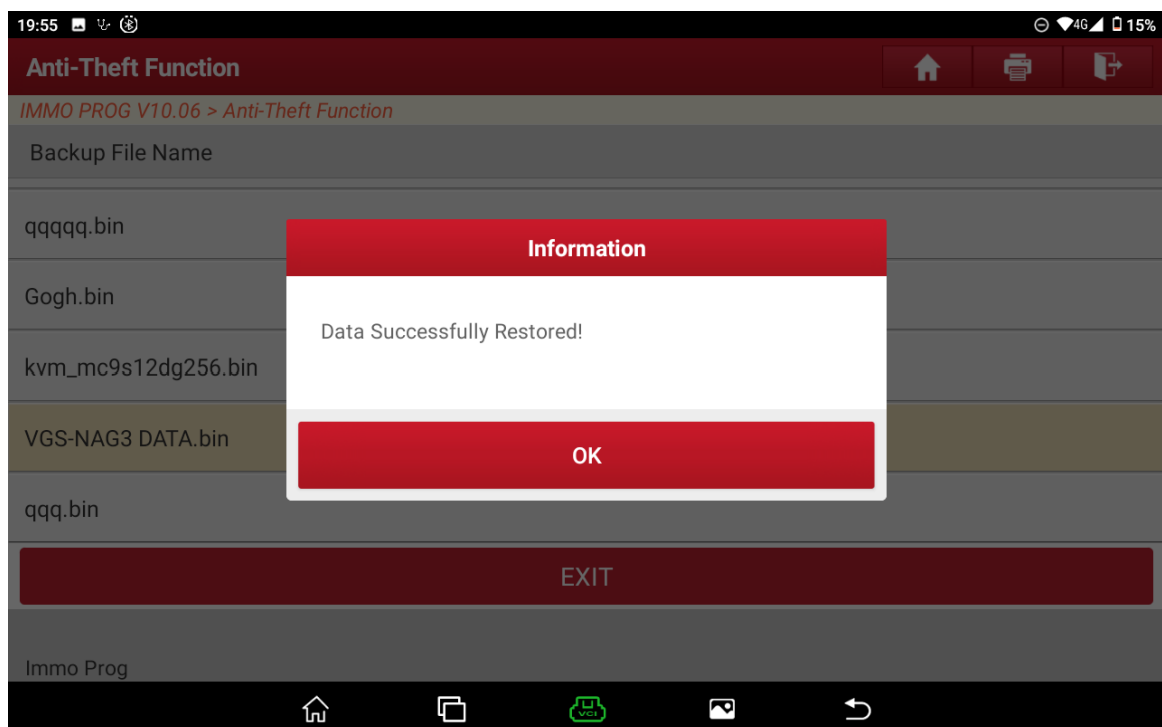 19:55
4G 15%
Anti-Theft Function
IMMO PROG V10.06 > Anti-Theft Function
Backup File Name
qqqqq.bin
Information
Gogh.bin
Data Successfully Restored!
kvm_mc9s12dg256.bin
VGS-NAG3 DATA.bin
OK
qqq.bin
EXIT
Immo Prog
VCI